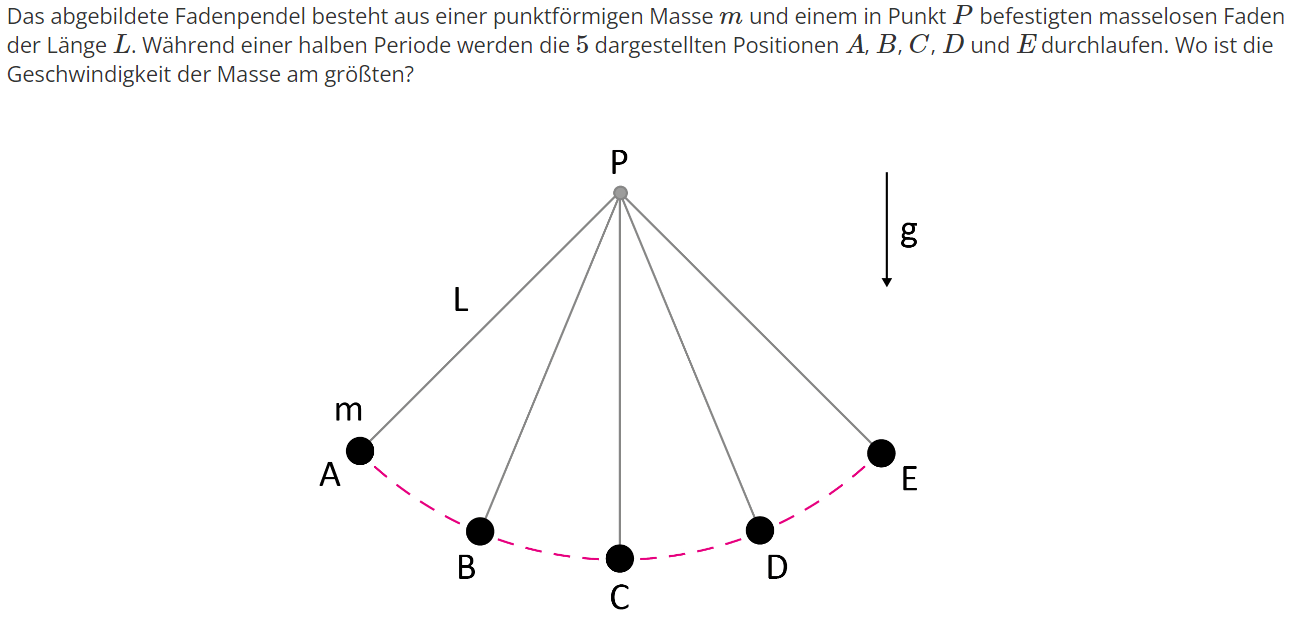 Das abgebildete Fadenpendel besteht aus einer punktförmigen Masse m und einem in Punkt P befestigten masselosen Faden
der Länge L. Während einer halben Periode werden die 5 dargestellten Positionen A, B, C, D und E durchlaufen. Wo ist die
Geschwindigkeit der Masse am größten?
P
g
L
m
A
E
B
D
C